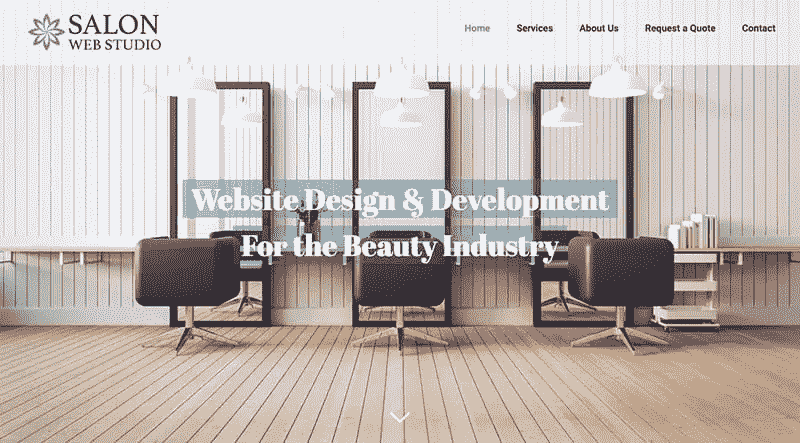 SALON
WEB STUDIO
Home Services About Us Request a Quote Contact
Website Design & Development
For the Beauty Industry